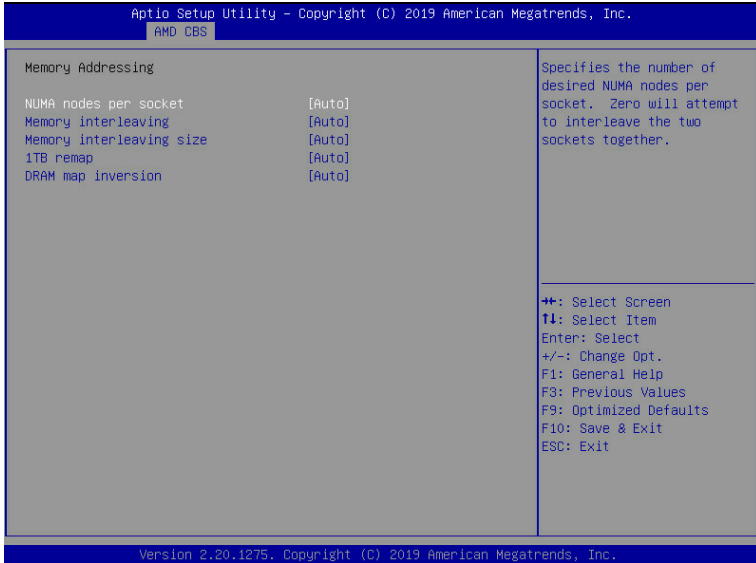 Aptio Setup Utility – Copyright (C) 2019 American Megatrends, Inc.
AMD CBS
Memory Addressing
NUMA nodes per socket [Auto]
Memory interleaving [Auto]
Memory interleaving size [Auto]
1TB remap [Auto]
DRAM map inversion [Auto]
Specifies the number of
desired NUMA nodes per
socket. Zero will attempt
to interleave the two
sockets together.
→←: Select Screen
↑↓: Select Item
Enter: Select
+/-: Change Opt.
F1: General Help
F3: Previous Values
F9: Optimized Defaults
F10: Save & Exit
ESC: Exit
Version 2.20.1275. Copyright (C) 2019 American Megatrends, Inc.